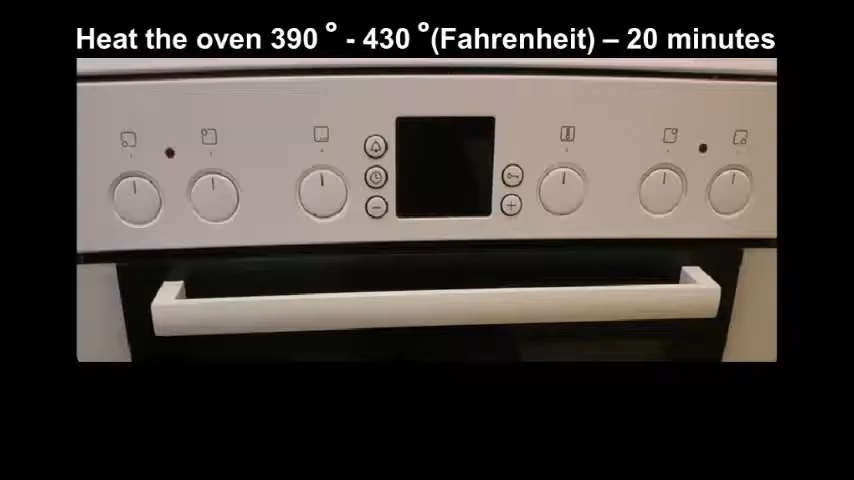 Heat the oven 390 ° - 430 °(Fahrenheit) – 20 minutes